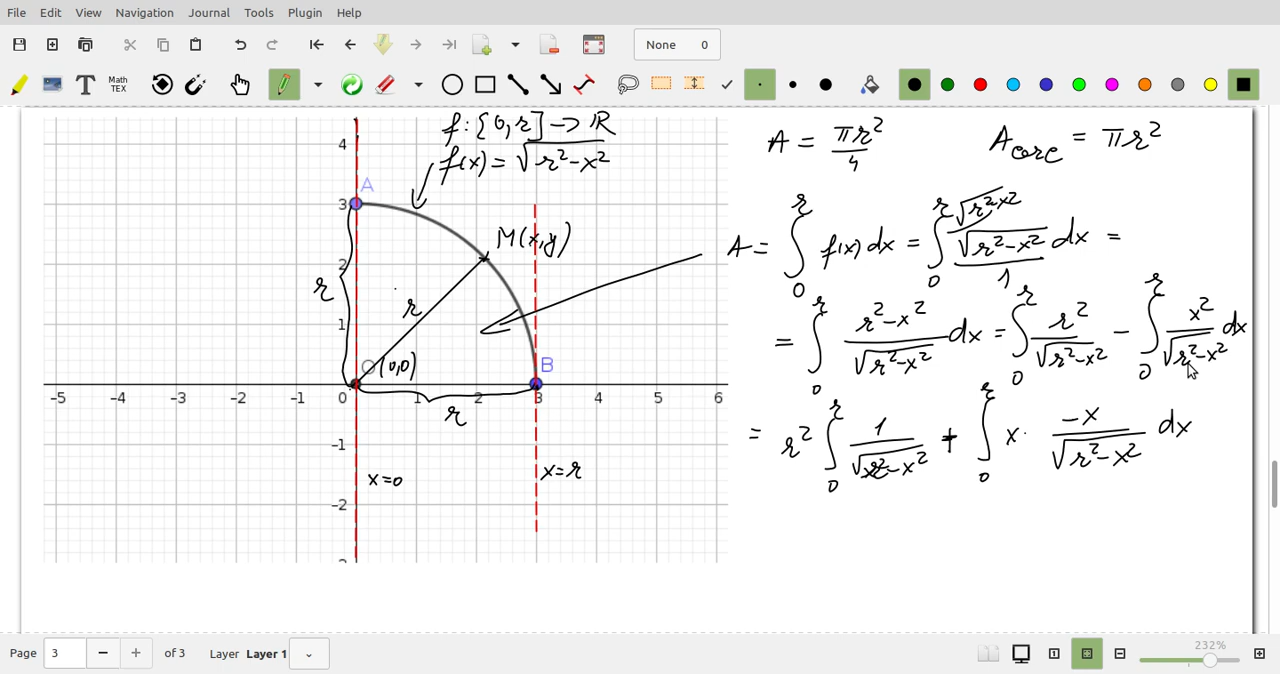 File Edit View Navigation Journal Tools Plugin Help
None 0
T Math TEX
f: [0,r] → ℝ
f(x) = √(r²-x²)
A = πr²/4
A cerc = πr²
A
M(x,y)
r
r
O (0,0)
B
r
x=0
x=r
4
3
2
1
-5 -4 -3 -2 -1 0 1 2 3 4 5 6
-1
-2
A = ∫₀ʳ f(x) dx = ∫₀ʳ √(r²-x²) √(r²-x²)/1 dx =
= ∫₀ʳ (r²-x²)/√(r²-x²) dx = ∫₀ʳ r²/√(r²-x²) - ∫₀ʳ x²/√(r²-x²) dx
= r² ∫₀ʳ 1/√(r²-x²) + ∫₀ʳ x· (-x)/√(r²-x²) dx
Page 3 of 3 Layer Layer 1
232%